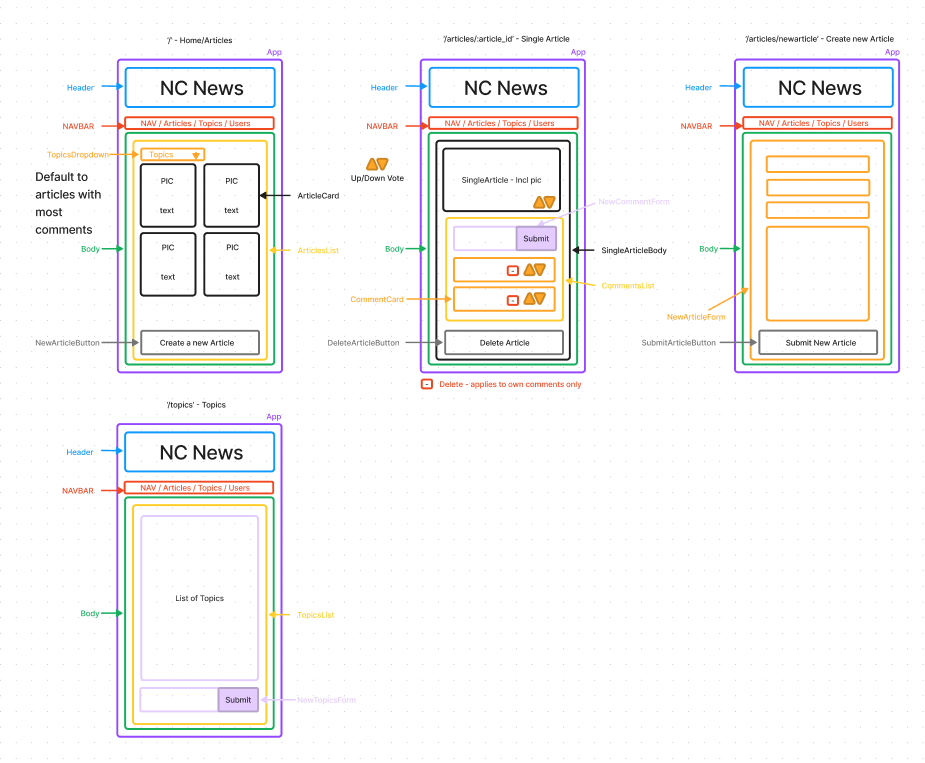 '/' - Home/Articles
App
Header
NC News
NAVBAR
NAV / Articles / Topics / Users
TopicsDropdown
Topics
Default to
articles with
most
comments
PIC
text
PIC
text
ArticleCard
PIC
text
PIC
text
Body
ArticlesList
NewArticleButton
Create a new Article
'/articles/:article_id' - Single Article
App
Header
NC News
NAVBAR
NAV / Articles / Topics / Users
Up/Down Vote
SingleArticle - Incl pic
NewCommentForm
Submit
Body
SingleArticleBody
-
CommentsList
CommentCard
-
DeleteArticleButton
Delete Article
- Delete - applies to own comments only
'/articles/newarticle' - Create new Article
App
Header
NC News
NAVBAR
NAV / Articles / Topics / Users
Body
NewArticleForm
SubmitArticleButton
Submit New Article
'/topics' - Topics
App
Header
NC News
NAVBAR
NAV / Articles / Topics / Users
List of Topics
Body
TopicsList
Submit
NewTopicsForm